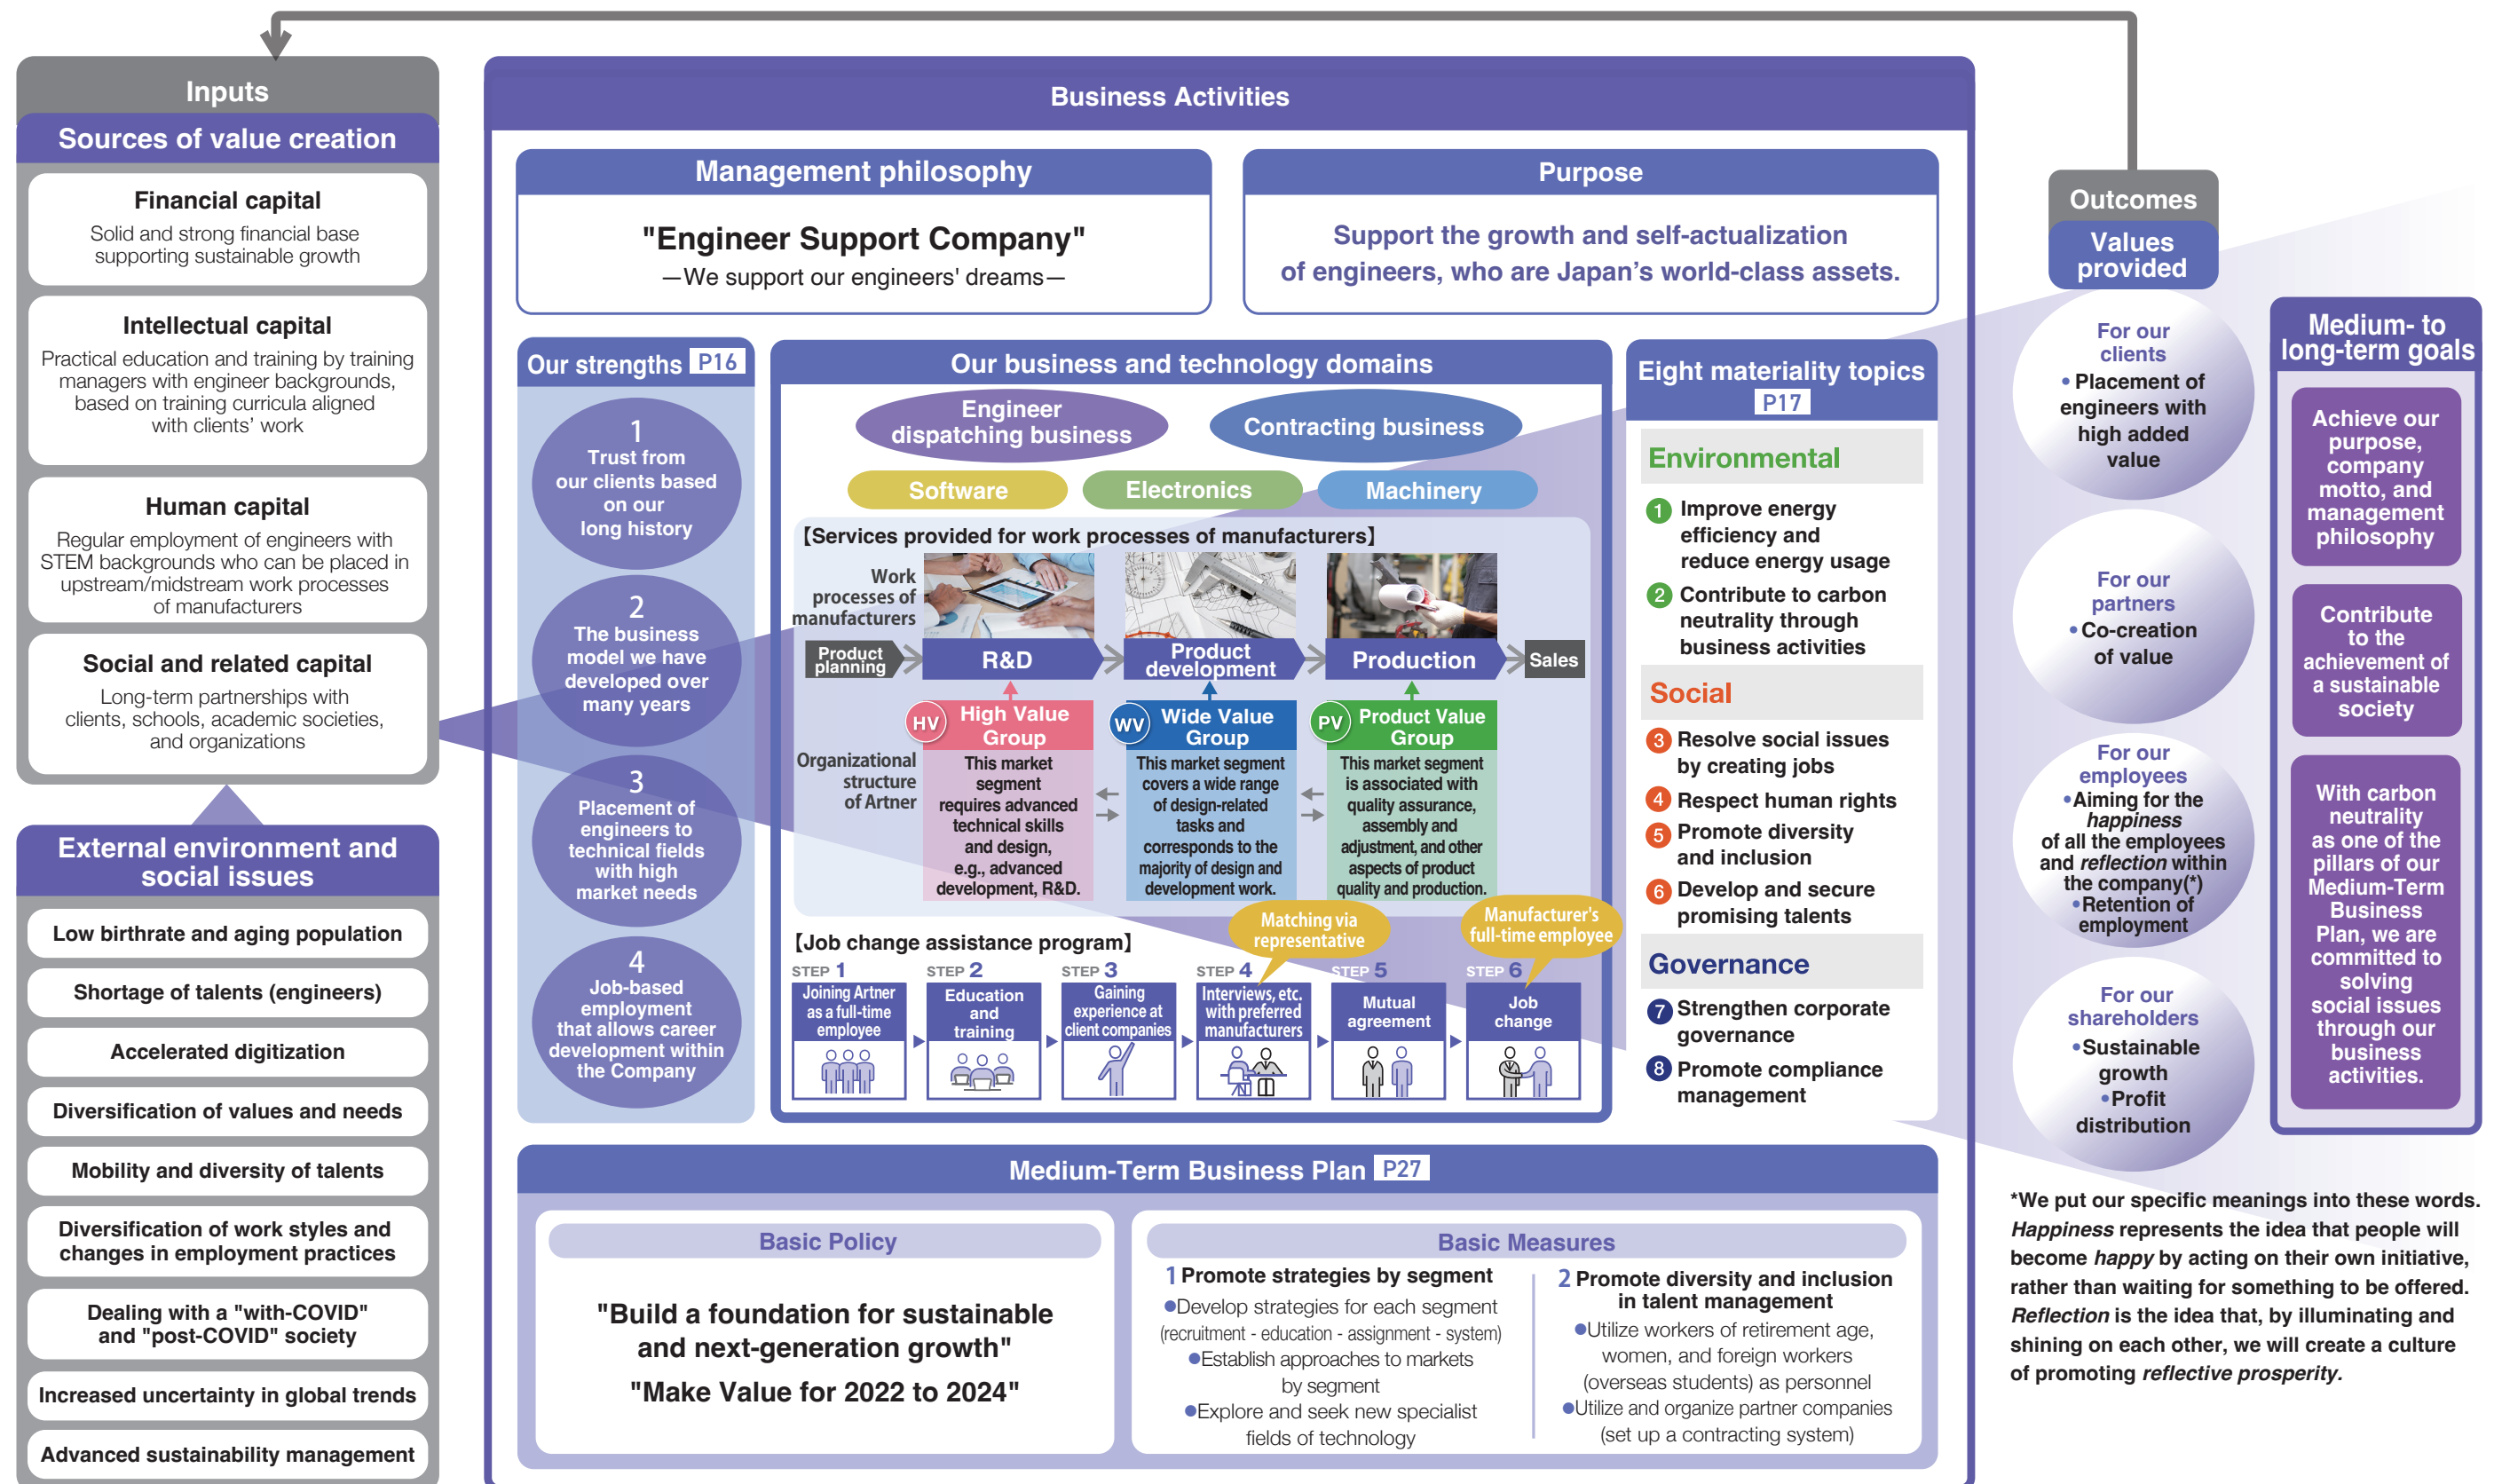 Inputs
Sources of value creation
Financial capital
Solid and strong financial base
supporting sustainable growth
Intellectual capital
Practical education and training by training
managers with engineer backgrounds,
based on training curricula aligned
with clients’ work
Human capital
Regular employment of engineers with
STEM backgrounds who can be placed in
upstream/midstream work processes
of manufacturers
Social and related capital
Long-term partnerships with
clients, schools, academic societies,
and organizations
External environment and
social issues
Low birthrate and aging population
Shortage of talents (engineers)
Accelerated digitization
Diversification of values and needs
Mobility and diversity of talents
Diversification of work styles and
changes in employment practices
Dealing with a "with-COVID"
and "post-COVID" society
Increased uncertainty in global trends
Advanced sustainability management
Business Activities
Management philosophy
"Engineer Support Company"
—We support our engineers' dreams—
Purpose
Support the growth and self-actualization
of engineers, who are Japan’s world-class assets.
Our strengths P16
1
Trust from
our clients based
on our
long history
2
The business
model we have
developed over
many years
3
Placement of
engineers to
technical fields
with high
market needs
4
Job-based
employment
that allows career
development within
the Company
Our business and technology domains
Engineer
dispatching business
Contracting business
Software
Electronics
Machinery
【Services provided for work processes of manufacturers】
Work
processes of
manufacturers
Product
planning
R&D
Product
development
Production
Sales
Organizational
structure
of Artner
HV
High Value
Group
This market
segment
requires advanced
technical skills
and design,
e.g., advanced
development, R&D.
WV
Wide Value
Group
This market segment
covers a wide range
of design-related
tasks and
corresponds to the
majority of design and
development work.
PV
Product Value
Group
This market segment
is associated with
quality assurance,
assembly and
adjustment, and other
aspects of product
quality and production.
【Job change assistance program】
Matching via
representative
Manufacturer's
full-time employee
STEP 1
Joining Artner
as a full-time
employee
STEP 2
Education
and
training
STEP 3
Gaining
experience at
client companies
STEP 4
Interviews, etc.
with preferred
manufacturers
STEP 5
Mutual
agreement
STEP 6
Job
change
Eight materiality topics
P17
Environmental
1 Improve energy
efficiency and
reduce energy usage
2 Contribute to carbon
neutrality through
business activities
Social
3 Resolve social issues
by creating jobs
4 Respect human rights
5 Promote diversity
and inclusion
6 Develop and secure
promising talents
Governance
7 Strengthen corporate
governance
8 Promote compliance
management
Medium-Term Business Plan P27
Basic Policy
"Build a foundation for sustainable
and next-generation growth"
"Make Value for 2022 to 2024"
Basic Measures
1 Promote strategies by segment
●Develop strategies for each segment
(recruitment - education - assignment - system)
●Establish approaches to markets
by segment
●Explore and seek new specialist
fields of technology
2 Promote diversity and inclusion
in talent management
●Utilize workers of retirement age,
women, and foreign workers
(overseas students) as personnel
●Utilize and organize partner companies
(set up a contracting system)
Outcomes
Values
provided
For our
clients
•Placement of
engineers with
high added
value
For our
partners
•Co-creation
of value
For our
employees
•Aiming for the
happiness
of all the employees
and reflection within
the company(*)
•Retention of
employment
For our
shareholders
•Sustainable
growth
•Profit
distribution
Medium- to
long-term goals
Achieve our
purpose,
company
motto, and
management
philosophy
Contribute
to the
achievement of
a sustainable
society
With carbon
neutrality
as one of the
pillars of our
Medium-Term
Business
Plan, we are
committed to
solving
social issues
through our
business
activities.
*We put our specific meanings into these words.
Happiness represents the idea that people will
become happy by acting on their own initiative,
rather than waiting for something to be offered.
Reflection is the idea that, by illuminating and
shining on each other, we will create a culture
of promoting reflective prosperity.